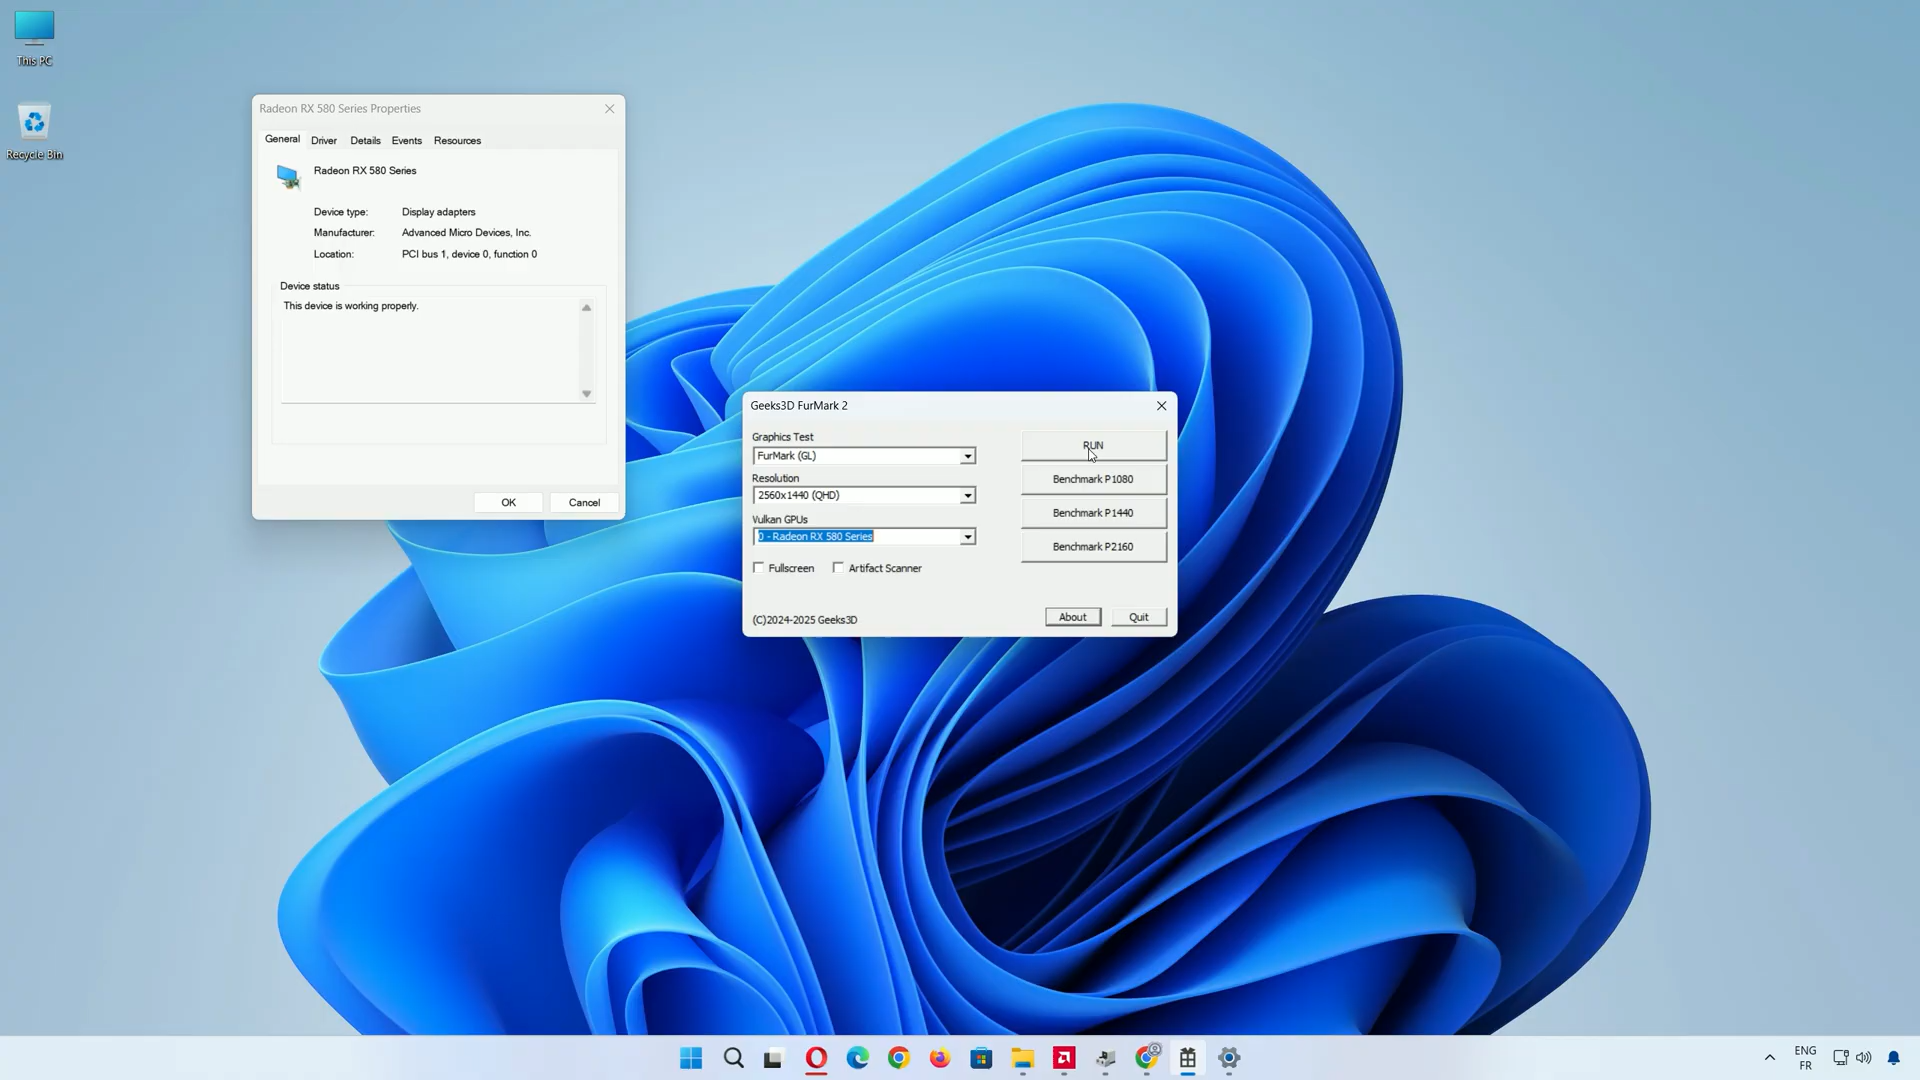 This PC
Recycle Bin
Radeon RX 580 Series Properties
General Driver Details Events Resources
Radeon RX 580 Series
Device type: Display adapters
Manufacturer: Advanced Micro Devices, Inc.
Location: PCI bus 1, device 0, function 0
Device status
This device is working properly.
OK Cancel
Geeks3D FurMark 2
Graphics Test
FurMark (GL)
Resolution
2560x1440 (QHD)
Vulkan GPUs
0 - Radeon RX 580 Series
Fullscreen Artifact Scanner
RUN
Benchmark P1080
Benchmark P1440
Benchmark P2160
(C)2024-2025 Geeks3D
About Quit
ENG
FR